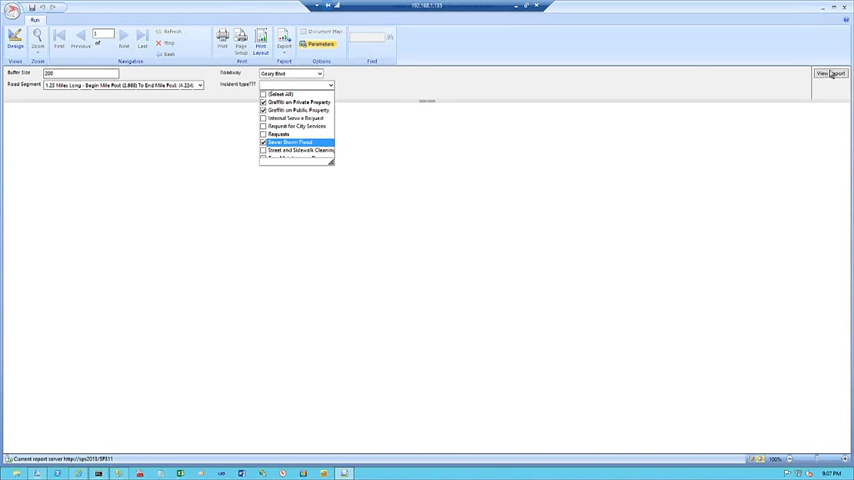 192.168.1.135
Run
Design
Zoom
First
Previous
1
of
Next
Last
Refresh
Stop
Back
Print
Page Setup
Print Layout
Export
Document Map
Parameters
Views
Zoom
Navigation
Print
Export
Options
Find
Buffer Size
200
Roadway
Geary Blvd
View Report
Road Segment
1.23 Miles Long - Begin Mile Post (2.968) To End Mile Post (4.234)
Incident type???
(Select All)
Graffiti on Private Property
Graffiti on Public Property
Internal Service Request
Request for City Services
Requests
Sewer Storm Flood
Street and Sidewalk Cleaning
Current report server http://sps2010/SP311
100%
9:07 PM